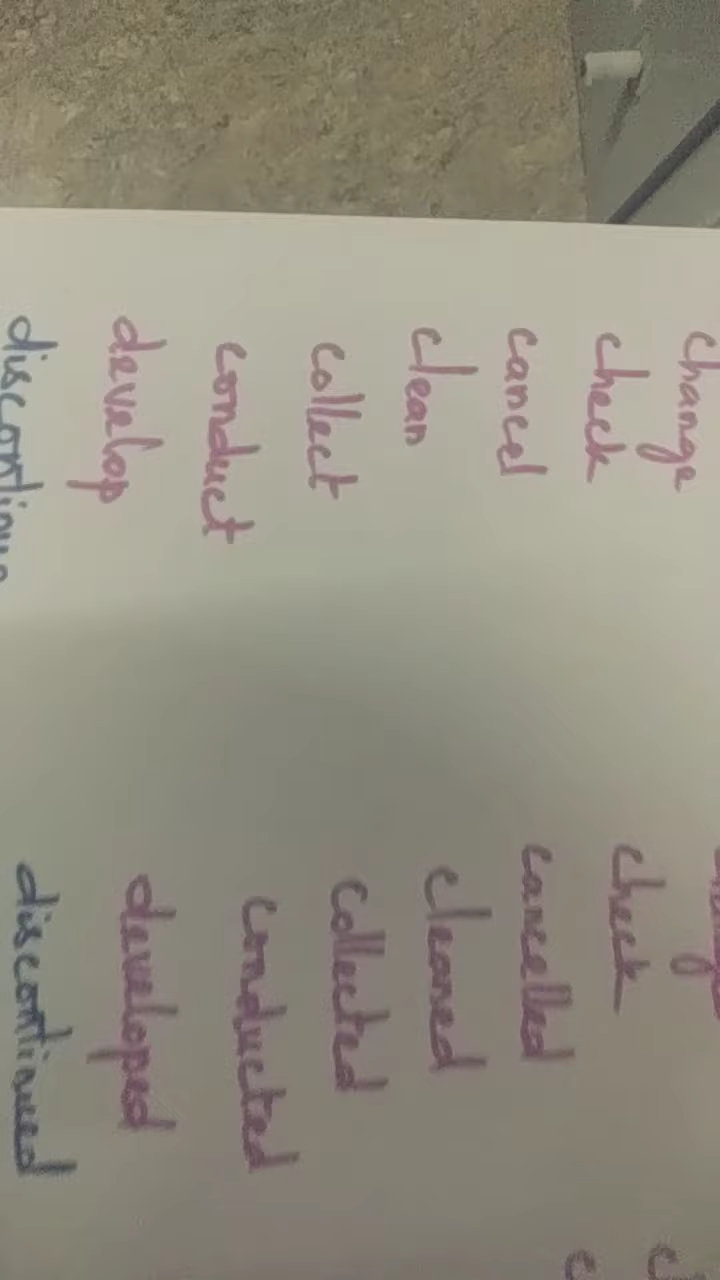 change
check check
cancel cancelled
clean cleaned
collect collected
conduct conducted
develop developed
discontinued